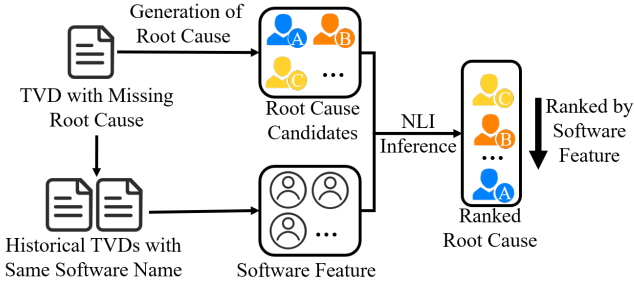 Generation of
Root Cause
A
B
C
...
TVD with Missing
Root Cause
Root Cause
Candidates
NLI
Inference
C
B
...
A
Ranked by
Software
Feature
Ranked
Root Cause
...
Historical TVDs with
Same Software Name
Software Feature